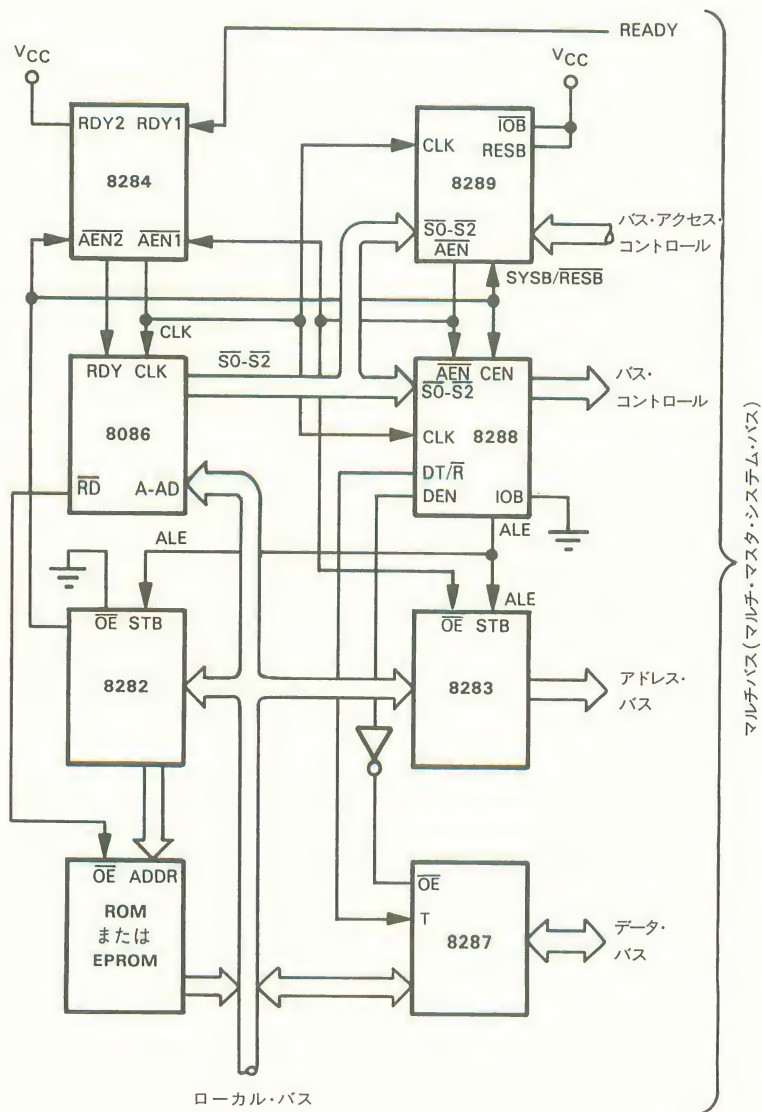 READY
VCC
VCC
RDY2 RDY1
8284
AEN2 AEN1
CLK
IOB
RESB
8289
S0-S2
AEN
バス・アクセス・
コントロール
SYSB/RESB
CLK
S0-S2
RDY CLK
8086
RD A-AD
AEN CEN
S0-S2
CLK 8288
DT/R
DEN IOB
ALE
バス・
コントロール
ALE
OE STB
8282
ALE
OE STB
8283
アドレス・
バス
OE ADDR
ROM
または
EPROM
OE
T
8287
データ・
バス
ローカル・バス
マルチバス(マルチ・マスタ・システム・バス)